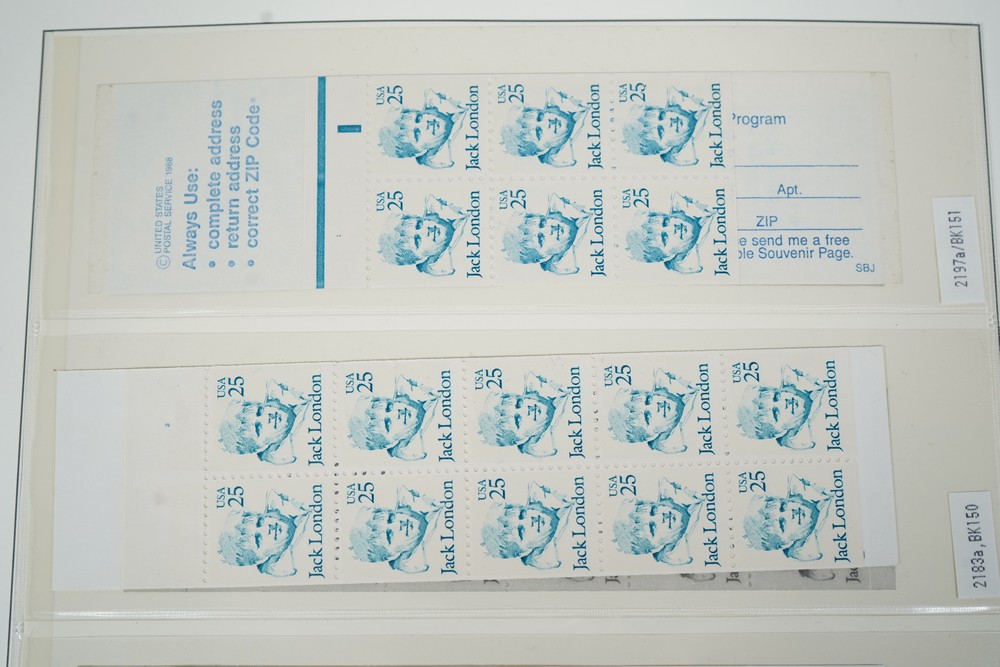 © UNITED STATES
POSTAL SERVICE 1988
Always Use:
• complete address
• return address
• correct ZIP Code®
USA 25
Jack London
USA 25
Jack London
USA 25
Jack London
USA 25
Jack London
USA 25
Jack London
USA 25
Jack London
Program
Apt.
ZIP
e send me a free
ble Souvenir Page.
SBJ
2197a/BK151
2
USA 25
Jack London
USA 25
Jack London
USA 25
Jack London
USA 25
Jack London
USA 25
Jack London
USA 25
Jack London
USA 25
Jack London
USA 25
Jack London
USA 25
Jack London
USA 25
Jack London
2183a, BK150